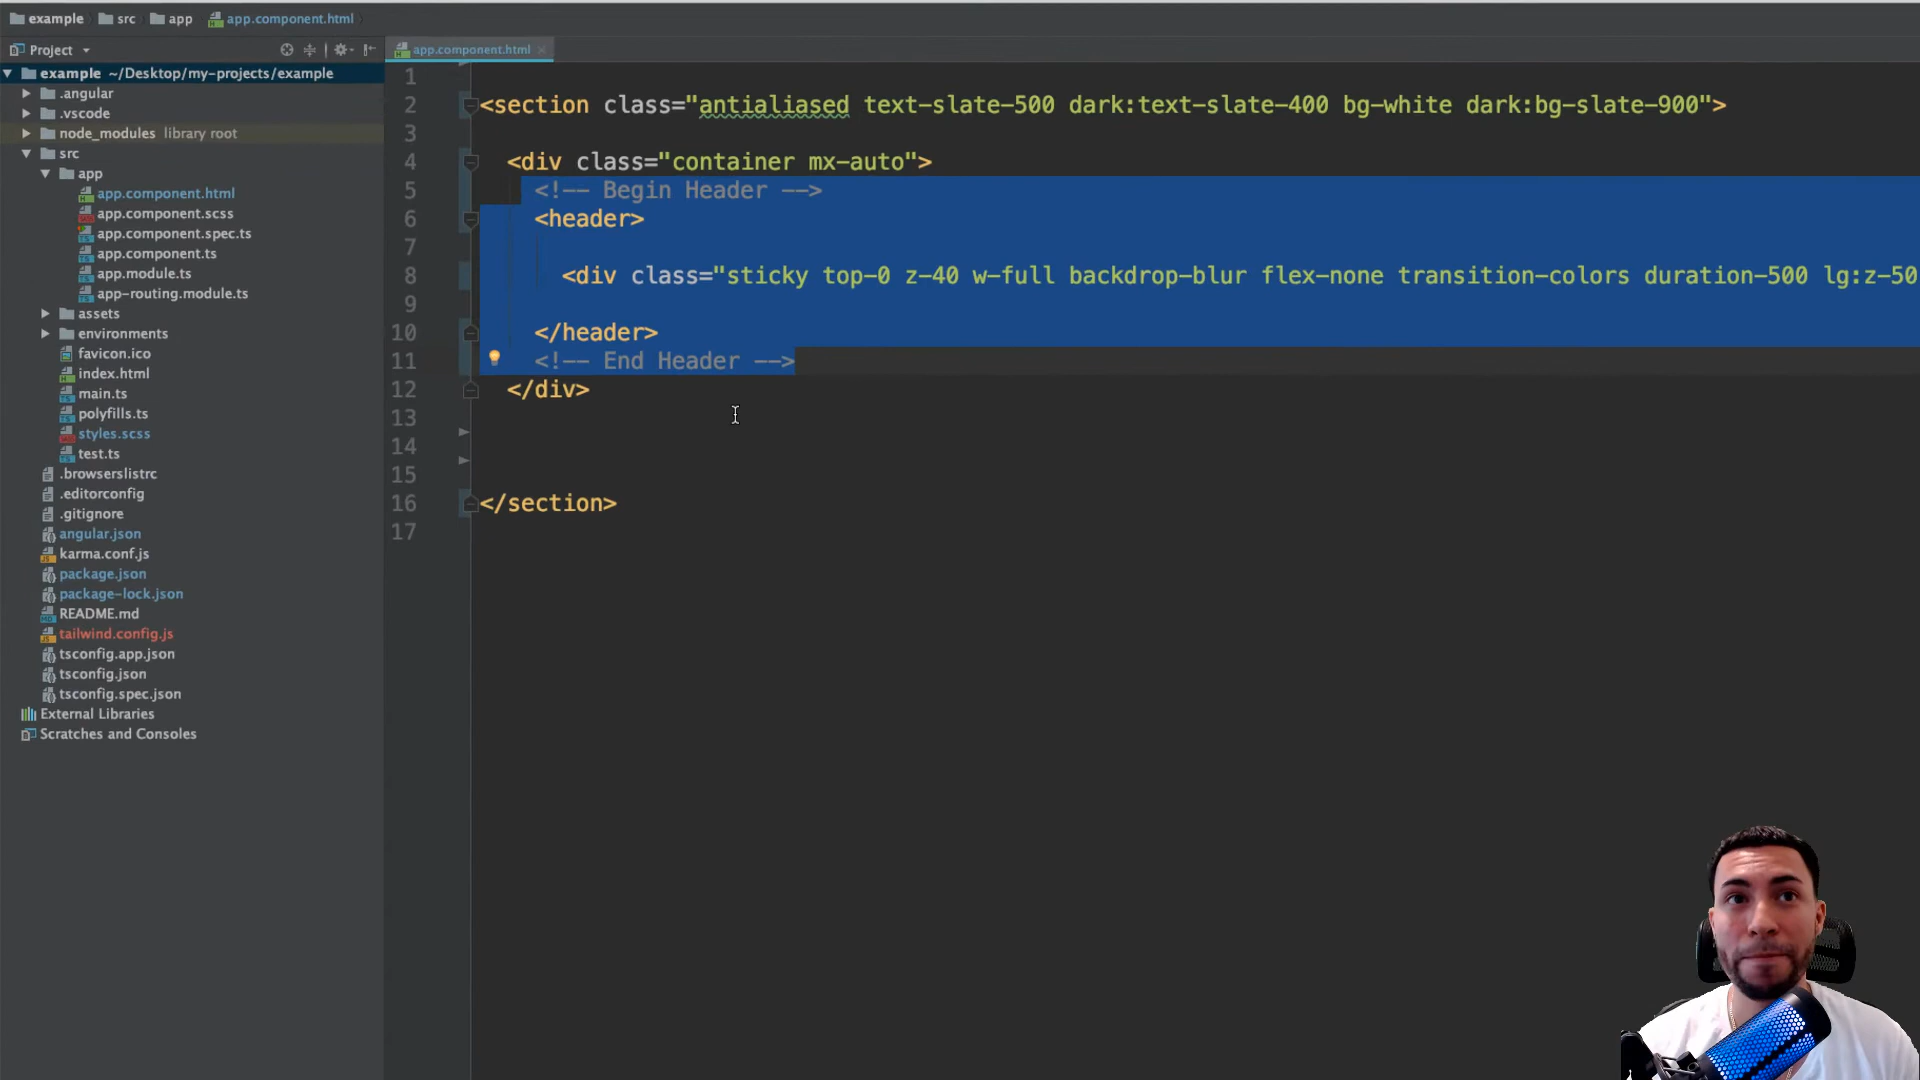 example src app app.component.html
Project
app.component.html
example ~/Desktop/my-projects/example
.angular
.vscode
node_modules library root
src
app
app.component.html
app.component.scss
app.component.spec.ts
app.component.ts
app.module.ts
app-routing.module.ts
assets
environments
favicon.ico
index.html
main.ts
polyfills.ts
styles.scss
test.ts
.browserslistrc
.editorconfig
.gitignore
angular.json
karma.conf.js
package.json
package-lock.json
README.md
tailwind.config.js
tsconfig.app.json
tsconfig.json
tsconfig.spec.json
External Libraries
Scratches and Consoles
1
2 <section class="antialiased text-slate-500 dark:text-slate-400 bg-white dark:bg-slate-900">
3
4 <div class="container mx-auto">
5 <!-- Begin Header -->
6 <header>
7
8 <div class="sticky top-0 z-40 w-full backdrop-blur flex-none transition-colors duration-500 lg:z-50
9
10 </header>
11 <!-- End Header -->
12 </div>
13
14
15
16 </section>
17